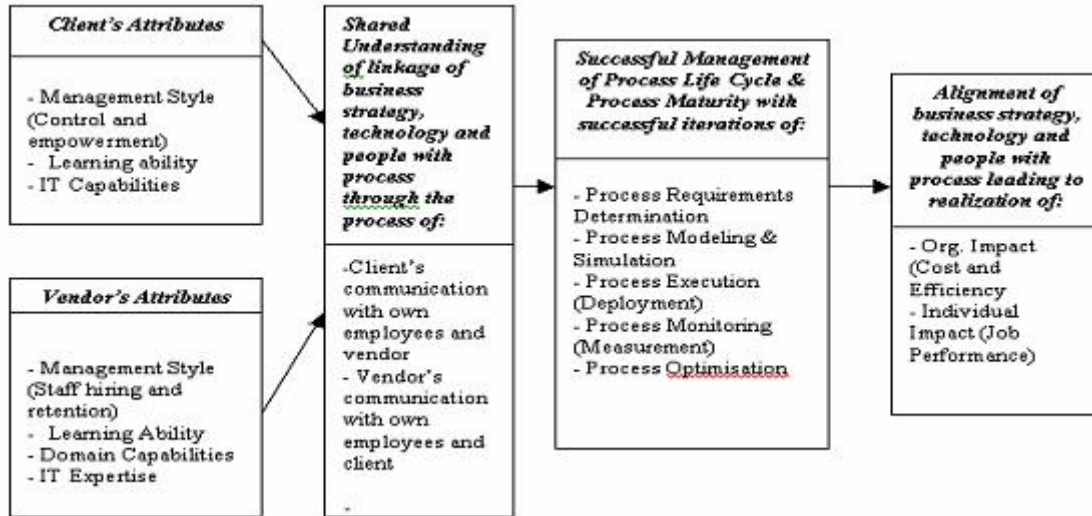 Client's Attributes
- Management Style
(Control and
empowerment)
- Learning ability
- IT Capabilities
Vendor's Attributes
- Management Style
(Staff hiring and
retention)
- Learning Ability
- Domain Capabilities
- IT Expertise
Shared
Understanding
of linkage of
business
strategy,
technology and
people with
process
through the
process of:
-Client's
communication
with own
employees and
vendor
- Vendor's
communication
with own
employees and
client
-
Successful Management
of Process Life Cycle &
Process Maturity with
successful iterations of:
- Process Requirements
Determination
- Process Modeling &
Simulation
- Process Execution
(Deployment)
- Process Monitoring
(Measurement)
- Process Optimisation
Alignment of
business strategy,
technology and
people with
process leading to
realization of:
- Org. Impact
(Cost and
Efficiency
- Individual
Impact (Job
Performance)